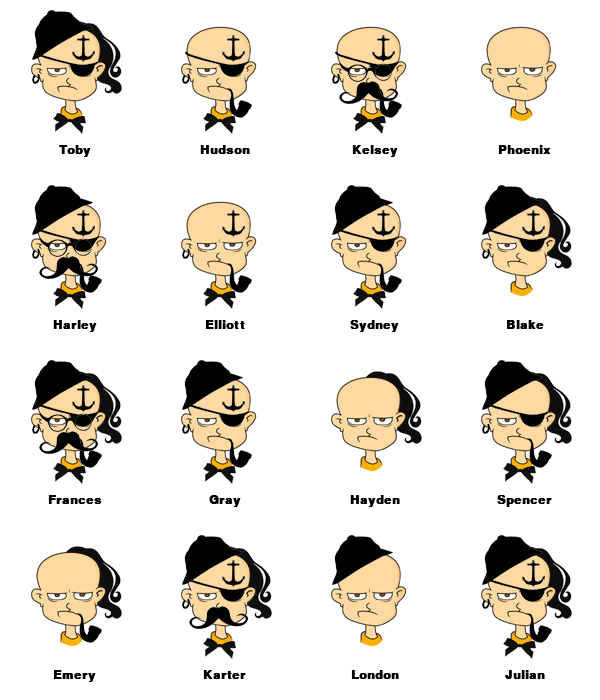 Toby Hudson Kelsey Phoenix
Harley Elliott Sydney Blake
Frances Gray Hayden Spencer
Emery Karter London Julian